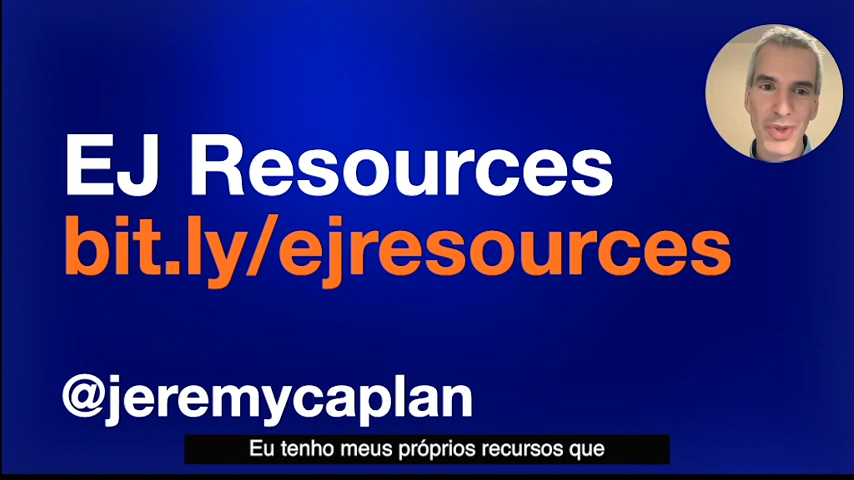 EJ Resources
bit.ly/ejresources
@jeremycaplan
Eu tenho meus próprios recursos que